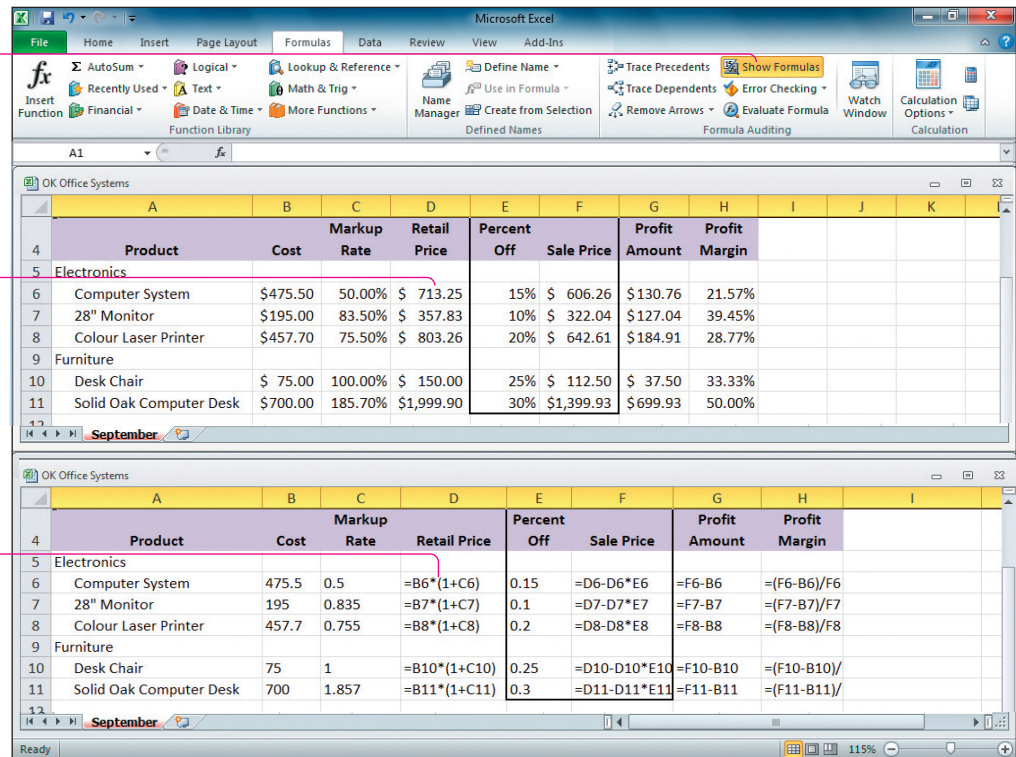 Microsoft Excel
File Home Insert Page Layout Formulas Data Review View Add-Ins
Insert Function
Σ AutoSum
Recently Used
Financial
Logical
Text
Date & Time
Lookup & Reference
Math & Trig
More Functions
Function Library
Name Manager
Define Name
Use in Formula
Create from Selection
Defined Names
Trace Precedents
Trace Dependents
Remove Arrows
Show Formulas
Error Checking
Evaluate Formula
Formula Auditing
Watch Window
Calculation Options
Calculation
A1 fx
OK Office Systems
A B C D E F G H I J K
4 Product Cost Markup Rate Retail Price Percent Off Sale Price Profit Amount Profit Margin
5 Electronics
6 Computer System $475.50 50.00% $ 713.25 15% $ 606.26 $130.76 21.57%
7 28" Monitor $195.00 83.50% $ 357.83 10% $ 322.04 $127.04 39.45%
8 Colour Laser Printer $457.70 75.50% $ 803.26 20% $ 642.61 $184.91 28.77%
9 Furniture
10 Desk Chair $ 75.00 100.00% $ 150.00 25% $ 112.50 $ 37.50 33.33%
11 Solid Oak Computer Desk $700.00 185.70% $1,999.90 30% $1,399.93 $699.93 50.00%
12
September
OK Office Systems
A B C D E F G H I
4 Product Cost Markup Rate Retail Price Percent Off Sale Price Profit Amount Profit Margin
5 Electronics
6 Computer System 475.5 0.5 =B6*(1+C6) 0.15 =D6-D6*E6 =F6-B6 =(F6-B6)/F6
7 28" Monitor 195 0.835 =B7*(1+C7) 0.1 =D7-D7*E7 =F7-B7 =(F7-B7)/F7
8 Colour Laser Printer 457.7 0.755 =B8*(1+C8) 0.2 =D8-D8*E8 =F8-B8 =(F8-B8)/F8
9 Furniture
10 Desk Chair 75 1 =B10*(1+C10) 0.25 =D10-D10*E10 =F10-B10 =(F10-B10)/
11 Solid Oak Computer Desk 700 1.857 =B11*(1+C11) 0.3 =D11-D11*E11 =F11-B11 =(F11-B11)/
September
Ready 115%